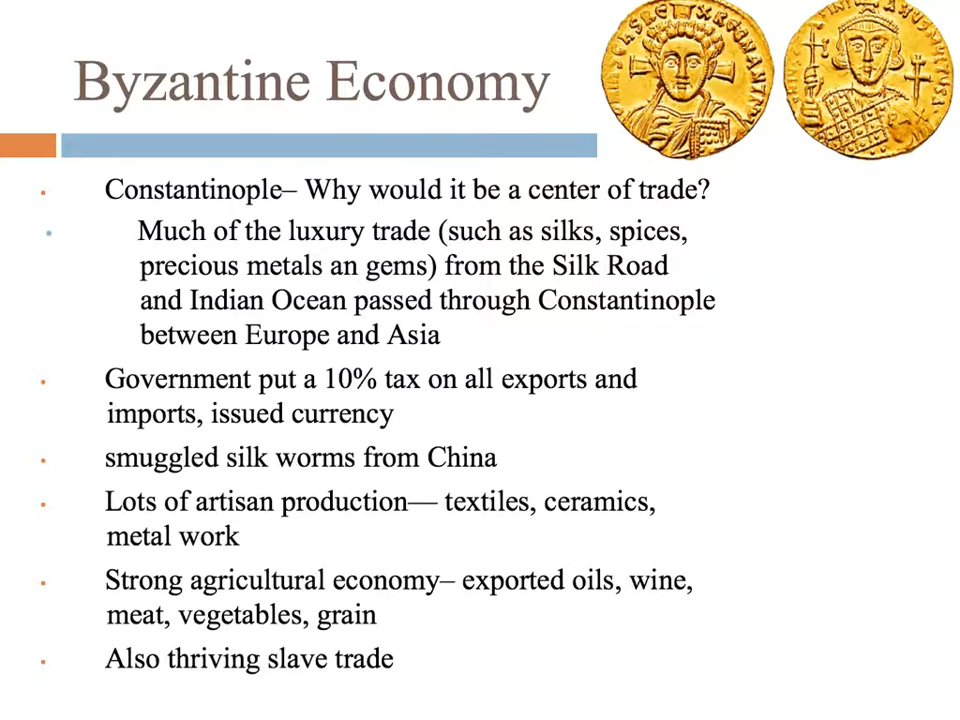 Byzantine Economy
Constantinople– Why would it be a center of trade?
Much of the luxury trade (such as silks, spices,
precious metals an gems) from the Silk Road
and Indian Ocean passed through Constantinople
between Europe and Asia
Government put a 10% tax on all exports and
imports, issued currency
smuggled silk worms from China
Lots of artisan production— textiles, ceramics,
metal work
Strong agricultural economy– exported oils, wine,
meat, vegetables, grain
Also thriving slave trade